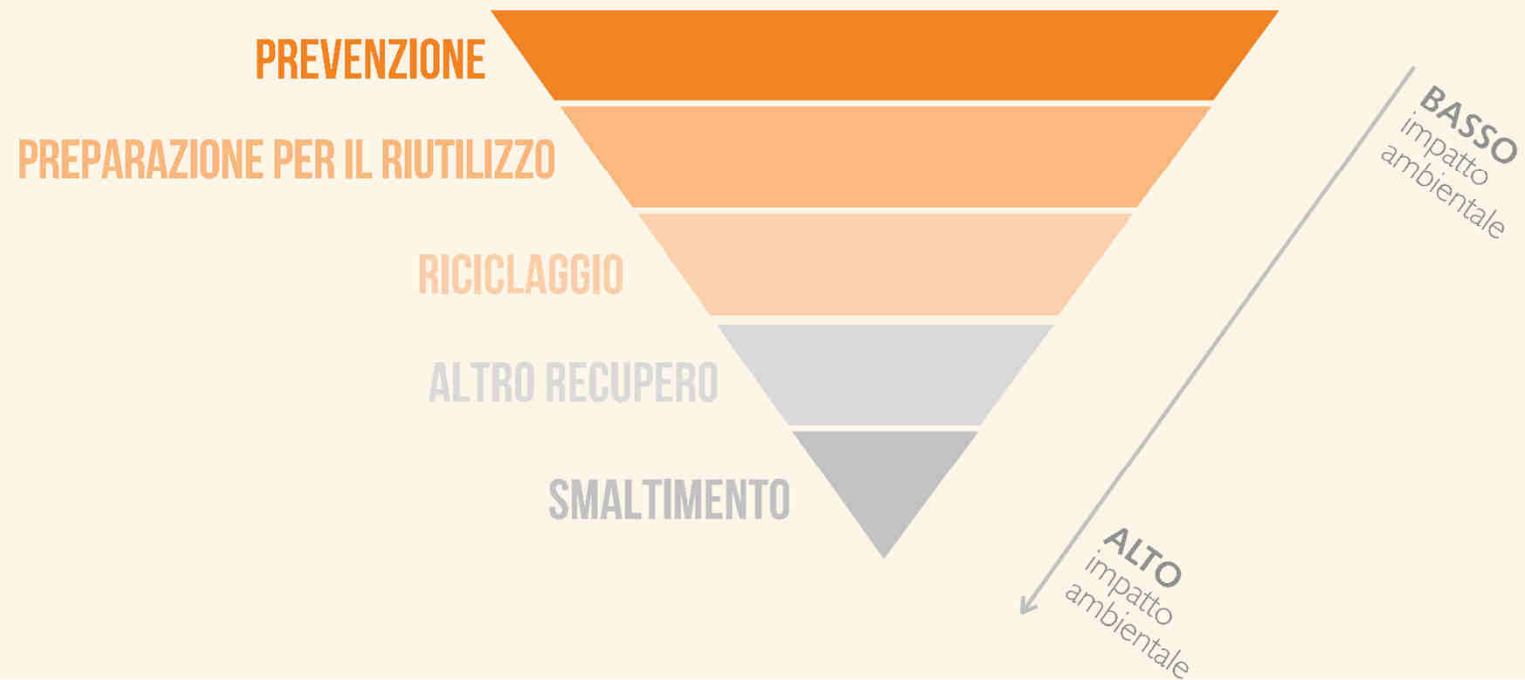 PREVENZIONE
PREPARAZIONE PER IL RIUTILIZZO
RICICLAGGIO
ALTRO RECUPERO
SMALTIMENTO
BASSO
impatto
ambientale
ALTO
impatto
ambientale